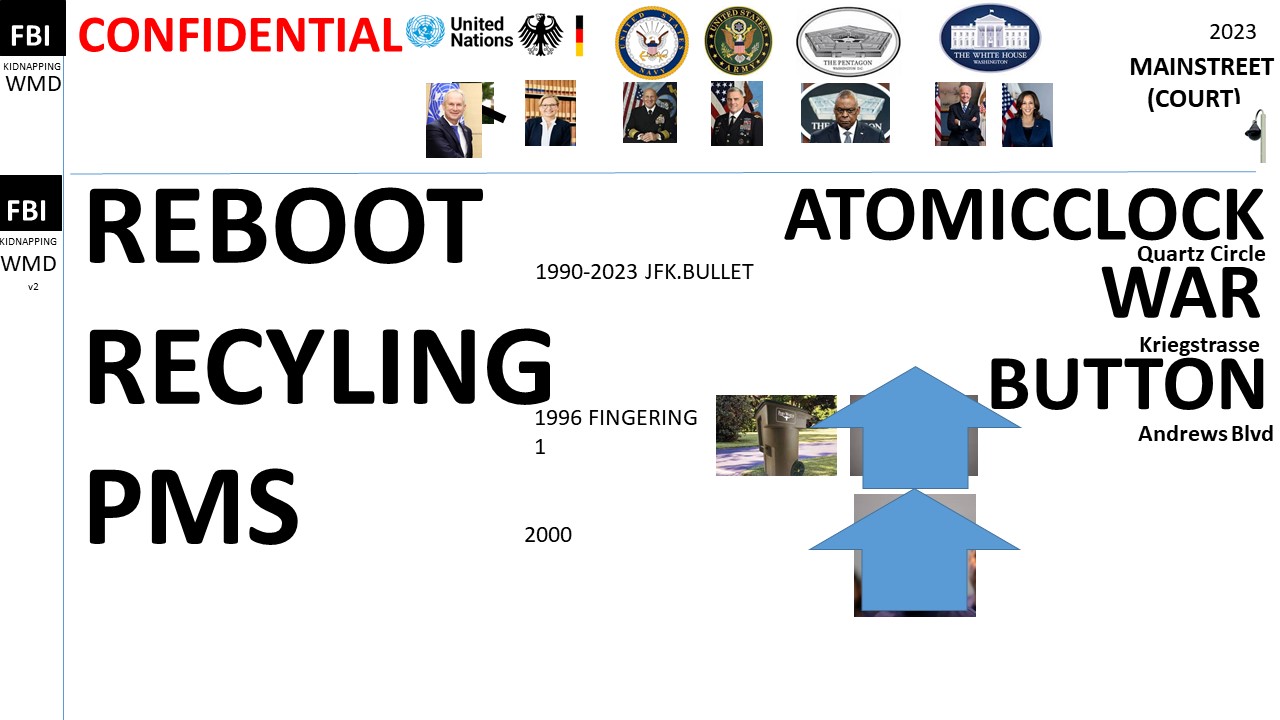 FBI
KIDNAPPING
WMD
CONFIDENTIAL
United
Nations
NAVY
UNITED STATES
ARMY
THE PENTAGON
WASHINGTON, DC
THE WHITE HOUSE
WASHINGTON
2023
MAINSTREET
(COURT)
FBI
KIDNAPPING
WMD
v2
REBOOT
1990-2023 JFK.BULLET
RECYLING
1996 FINGERING
1
PMS
2000
ATOMICCLOCK
Quartz Circle
WAR
Kriegstrasse
BUTTON
Andrews Blvd